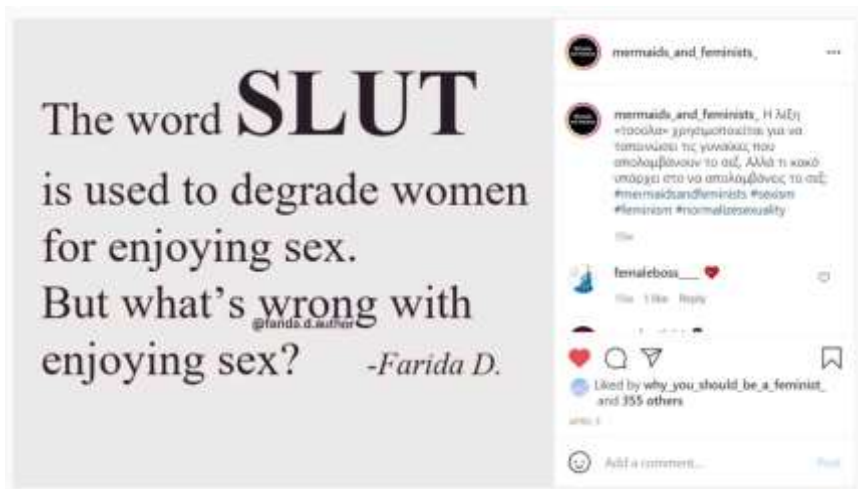 The word SLUT
is used to degrade women
for enjoying sex.
But what's wrong with
@farida.d.author
enjoying sex? -Farida D.
mermaids_and_feminists_
mermaids_and_feminists_ Η λέξη
«τσούλα» χρησιμοποιείται για να
ταπεινώσει τις γυναίκες που
απολαμβάνουν το σεξ. Αλλά τι κακό
υπάρχει στο να απολαμβάνεις το σεξ;
#mermaidsandfeminists #sexism
#feminism #normalizesexuality
femaleboss___
1 like Reply
Liked by why_you_should_be_a_feminist_
and 355 others
Add a comment...
Post